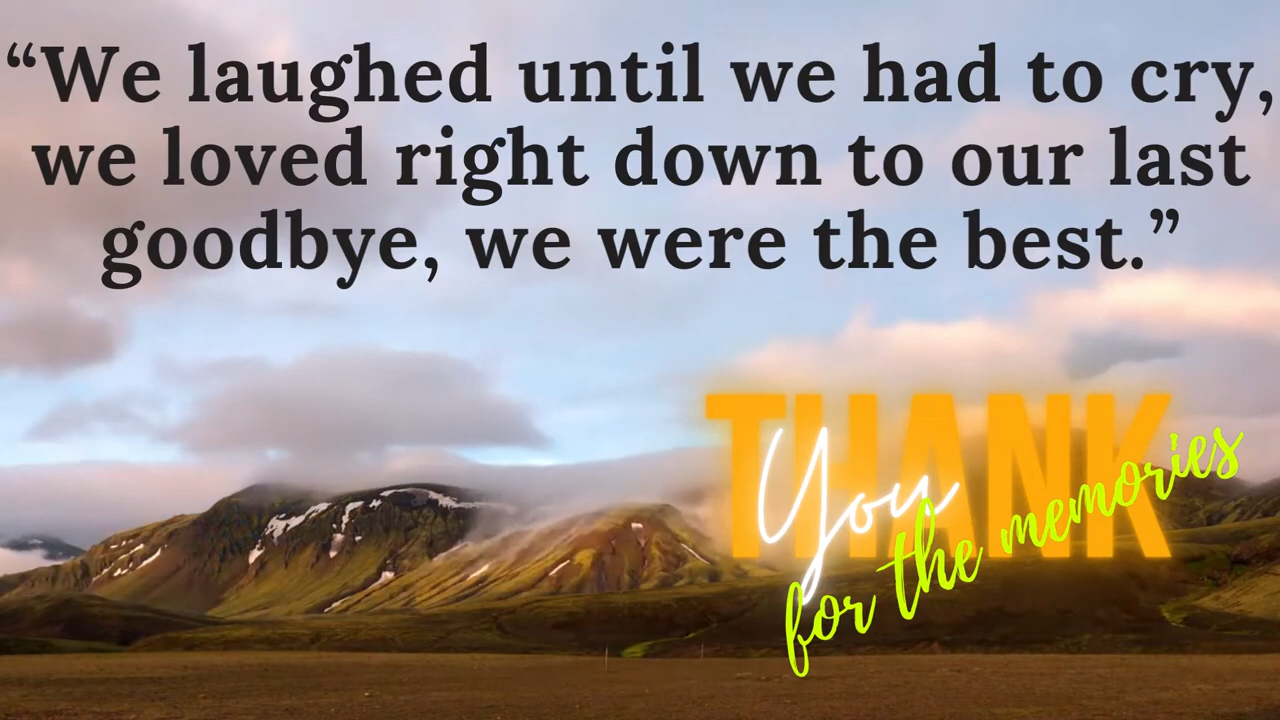 “We laughed until we had to cry,
we loved right down to our last
goodbye, we were the best.”
THANK
You
for the memories